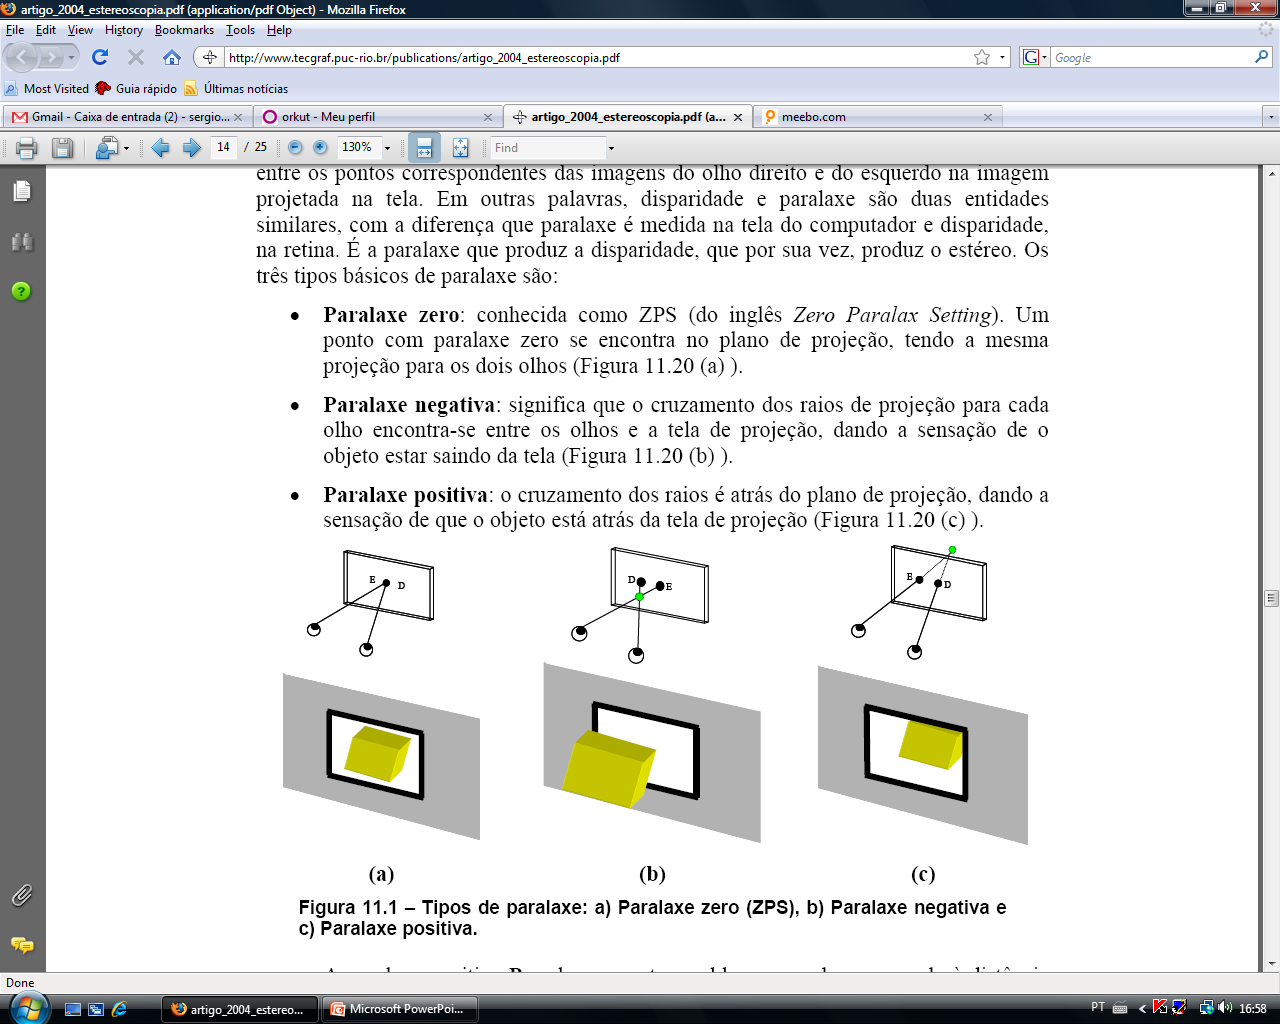 artigo_2004_estereoscopia.pdf (application/pdf Object) - Mozilla Firefox
File Edit View History Bookmarks Tools Help
http://www.tecgraf.puc-rio.br/publications/artigo_2004_estereoscopia.pdf
G Google
Most Visited Guia rápido Últimas notícias
Gmail - Caixa de entrada (2) - sergio...
orkut - Meu perfil
artigo_2004_estereoscopia.pdf (a...
meebo.com
14 / 25 130% Find
entre os pontos correspondentes das imagens do olho direito e do esquerdo na imagem
projetada na tela. Em outras palavras, disparidade e paralaxe são duas entidades
similares, com a diferença que paralaxe é medida na tela do computador e disparidade,
na retina. É a paralaxe que produz a disparidade, que por sua vez, produz o estéreo. Os
três tipos básicos de paralaxe são:
• Paralaxe zero: conhecida como ZPS (do inglês Zero Paralax Setting). Um
ponto com paralaxe zero se encontra no plano de projeção, tendo a mesma
projeção para os dois olhos (Figura 11.20 (a) ).
• Paralaxe negativa: significa que o cruzamento dos raios de projeção para cada
olho encontra-se entre os olhos e a tela de projeção, dando a sensação de o
objeto estar saindo da tela (Figura 11.20 (b) ).
• Paralaxe positiva: o cruzamento dos raios é atrás do plano de projeção, dando a
sensação de que o objeto está atrás da tela de projeção (Figura 11.20 (c) ).
E D
D E
E D
(a) (b) (c)
Figura 11.1 – Tipos de paralaxe: a) Paralaxe zero (ZPS), b) Paralaxe negativa e
c) Paralaxe positiva.
Done
artigo_2004_estereo...
Microsoft PowerPoi...
PT
16:58